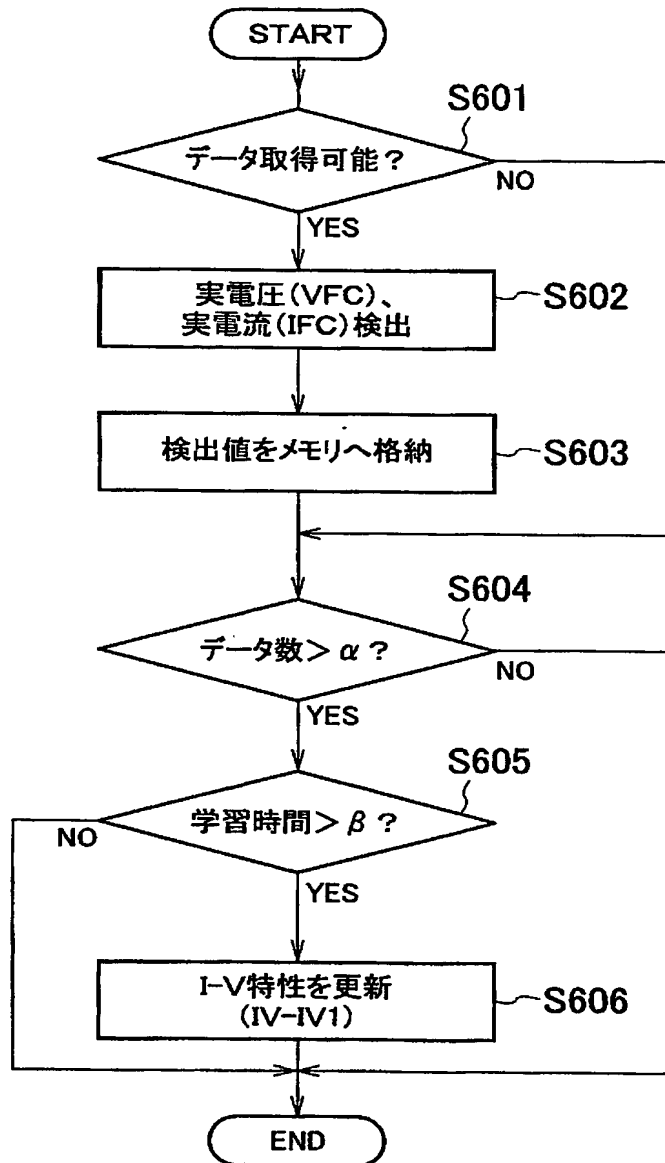 START
S601
データ取得可能?
NO
YES
実電圧(VFC)、
実電流(IFC)検出
S602
検出値をメモリへ格納
S603
S604
データ数>α?
NO
YES
S605
学習時間>β?
NO
YES
I-V特性を更新
(IV-IV1)
S606
END